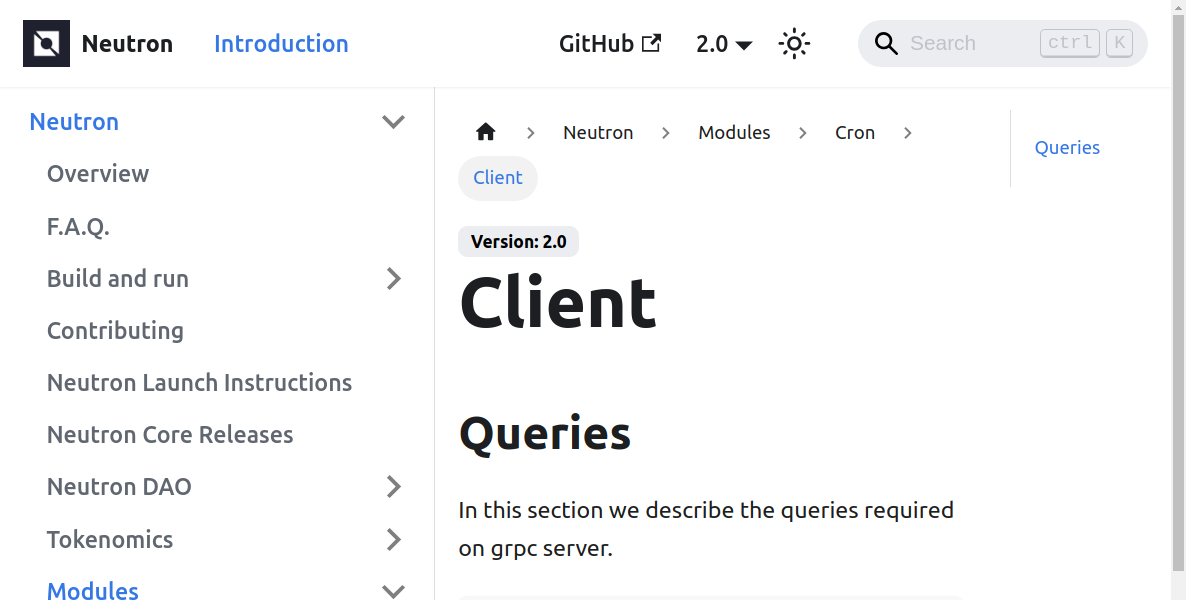 Neutron Introduction GitHub 2.0 Search ctrl K
Neutron
Overview
F.A.Q.
Build and run
Contributing
Neutron Launch Instructions
Neutron Core Releases
Neutron DAO
Tokenomics
Modules
Neutron Modules Cron
Client
Version: 2.0
Client
Queries
In this section we describe the queries required
on grpc server.
Queries